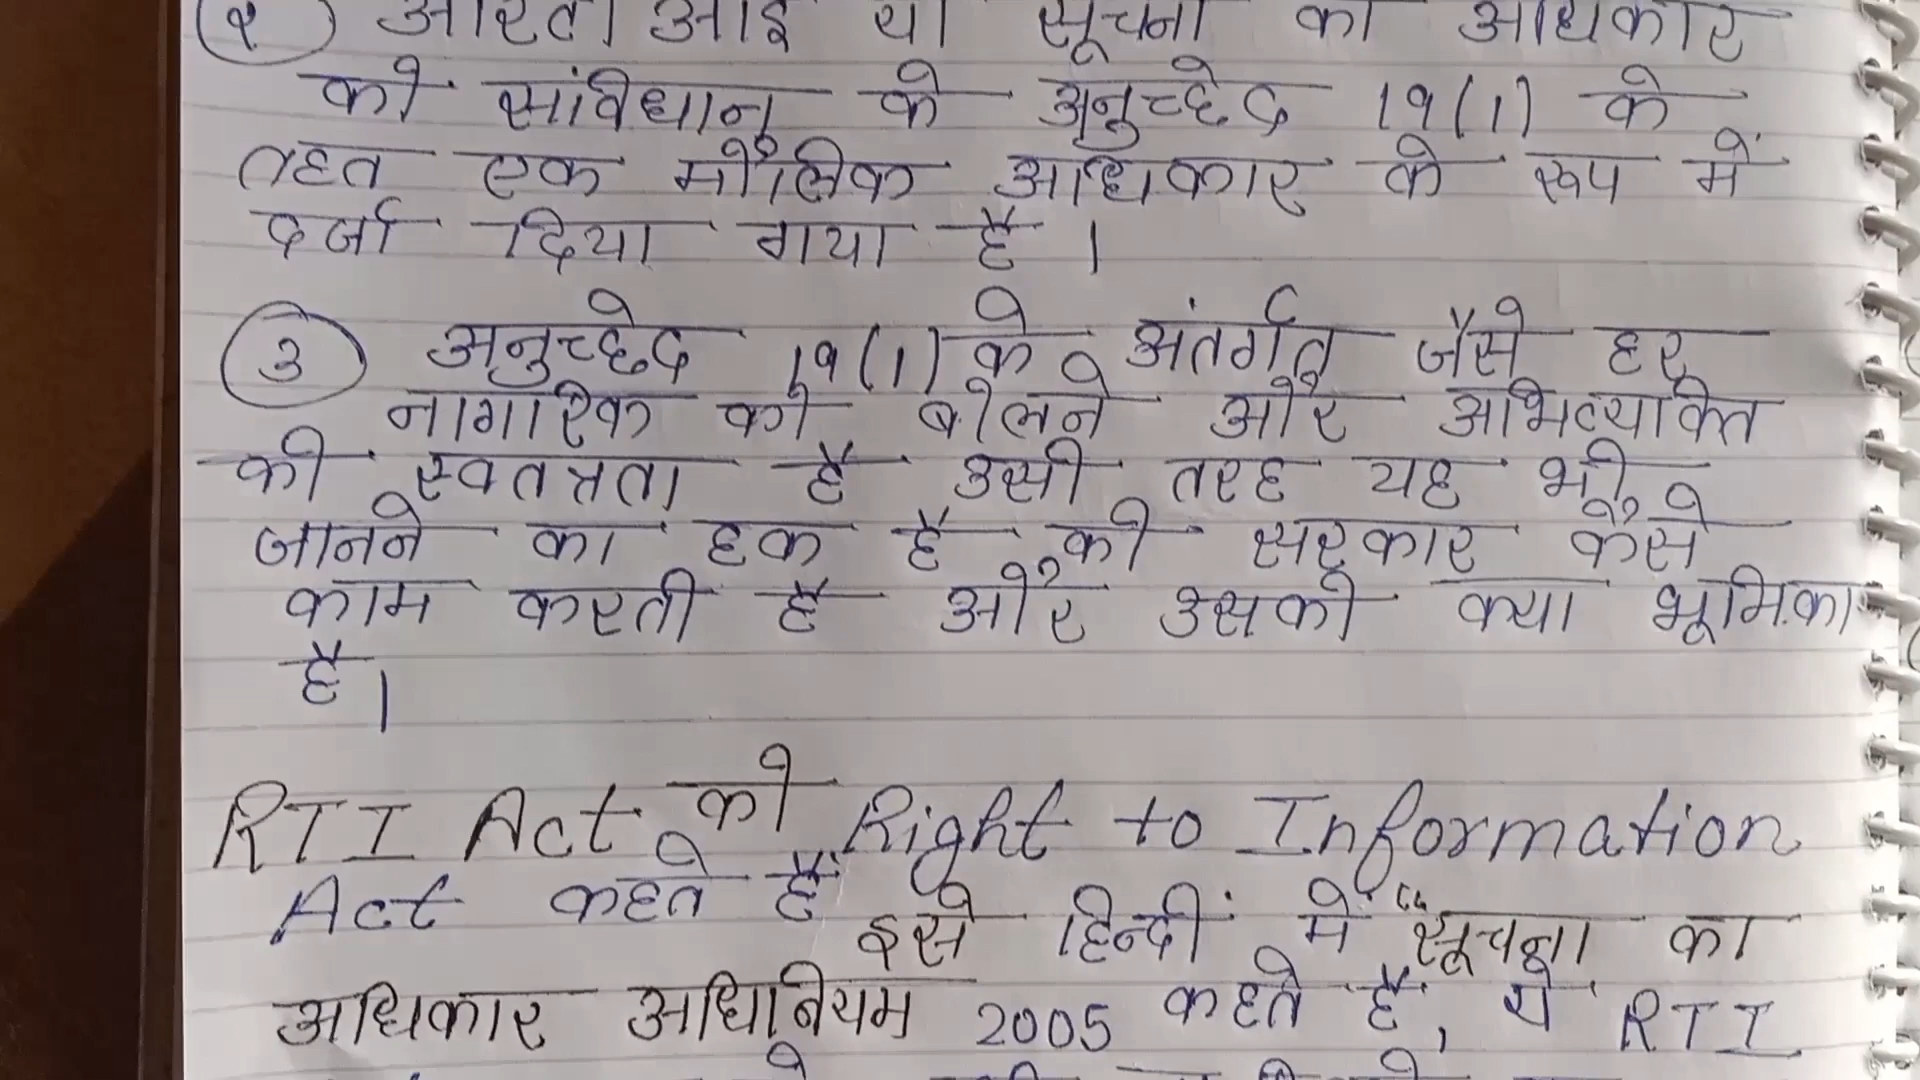 २ आरटी आई या सूचना का अधिकार
को सांविधान के अनुच्छेद 19(1) के
तहत एक मौलिक अधिकार के रूप में
दर्जा दिया गया है ।
3 अनुच्छेद 19(1) के अंतर्गत जैसे हर
नागरिक को बोलने और अभिव्यक्ति
की स्वतंत्रता है उसी तरह यह भी
जानने का हक है की सरकार कैसे
काम करती है और उसकी क्या भूमिका
है।
RTI Act को Right to Information
Act कहते हैं
इसे हिन्दीं में “सूचना का
अधिकार अधिनियम 2005 कहते हैं, ये RTI